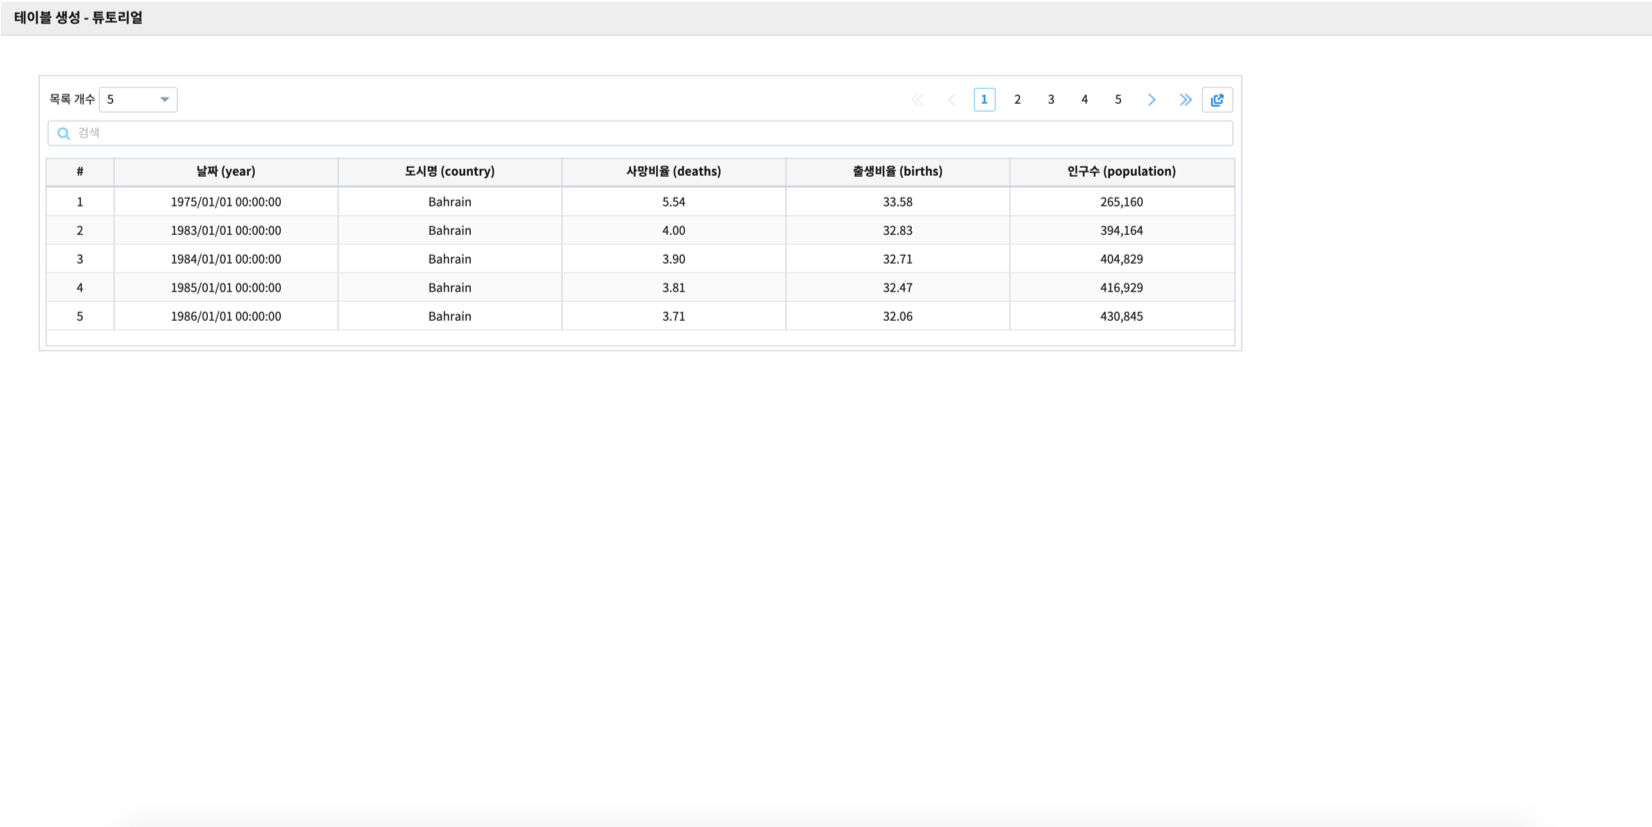 테이블 생성 - 튜토리얼
목록 개수 5 1 2 3 4 5
검색
# 날짜 (year) 도시명 (country) 사망비율 (deaths) 출생비율 (births) 인구수 (population)
1 1975/01/01 00:00:00 Bahrain 5.54 33.58 265,160
2 1983/01/01 00:00:00 Bahrain 4.00 32.83 394,164
3 1984/01/01 00:00:00 Bahrain 3.90 32.71 404,829
4 1985/01/01 00:00:00 Bahrain 3.81 32.47 416,929
5 1986/01/01 00:00:00 Bahrain 3.71 32.06 430,845